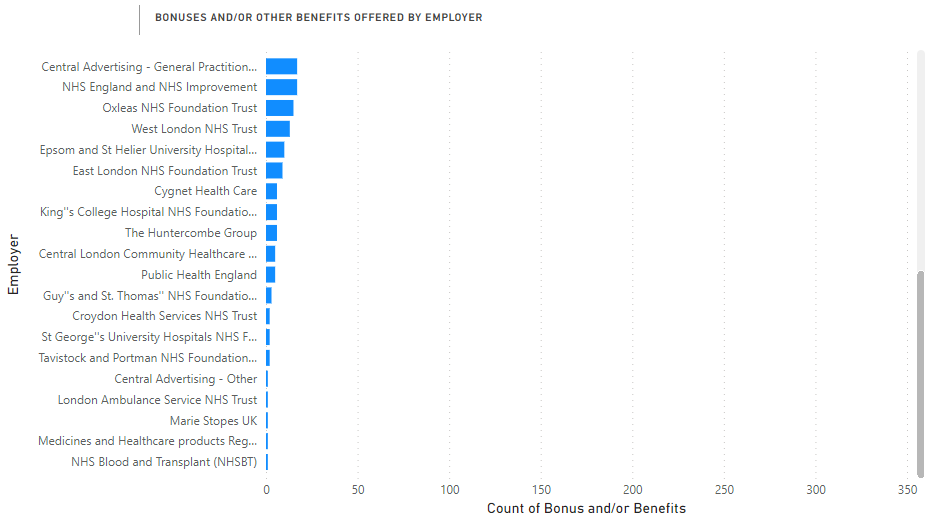 BONUSES AND/OR OTHER BENEFITS OFFERED BY EMPLOYER
Central Advertising - General Practition...
NHS England and NHS Improvement
Oxleas NHS Foundation Trust
West London NHS Trust
Epsom and St Helier University Hospital...
East London NHS Foundation Trust
Cygnet Health Care
King''s College Hospital NHS Foundatio...
The Huntercombe Group
Central London Community Healthcare ...
Public Health England
Guy''s and St. Thomas'' NHS Foundatio...
Croydon Health Services NHS Trust
St George''s University Hospitals NHS F...
Tavistock and Portman NHS Foundation...
Central Advertising - Other
London Ambulance Service NHS Trust
Marie Stopes UK
Medicines and Healthcare products Reg...
NHS Blood and Transplant (NHSBT)
Employer
0 50 100 150 200 250 300 350
Count of Bonus and/or Benefits